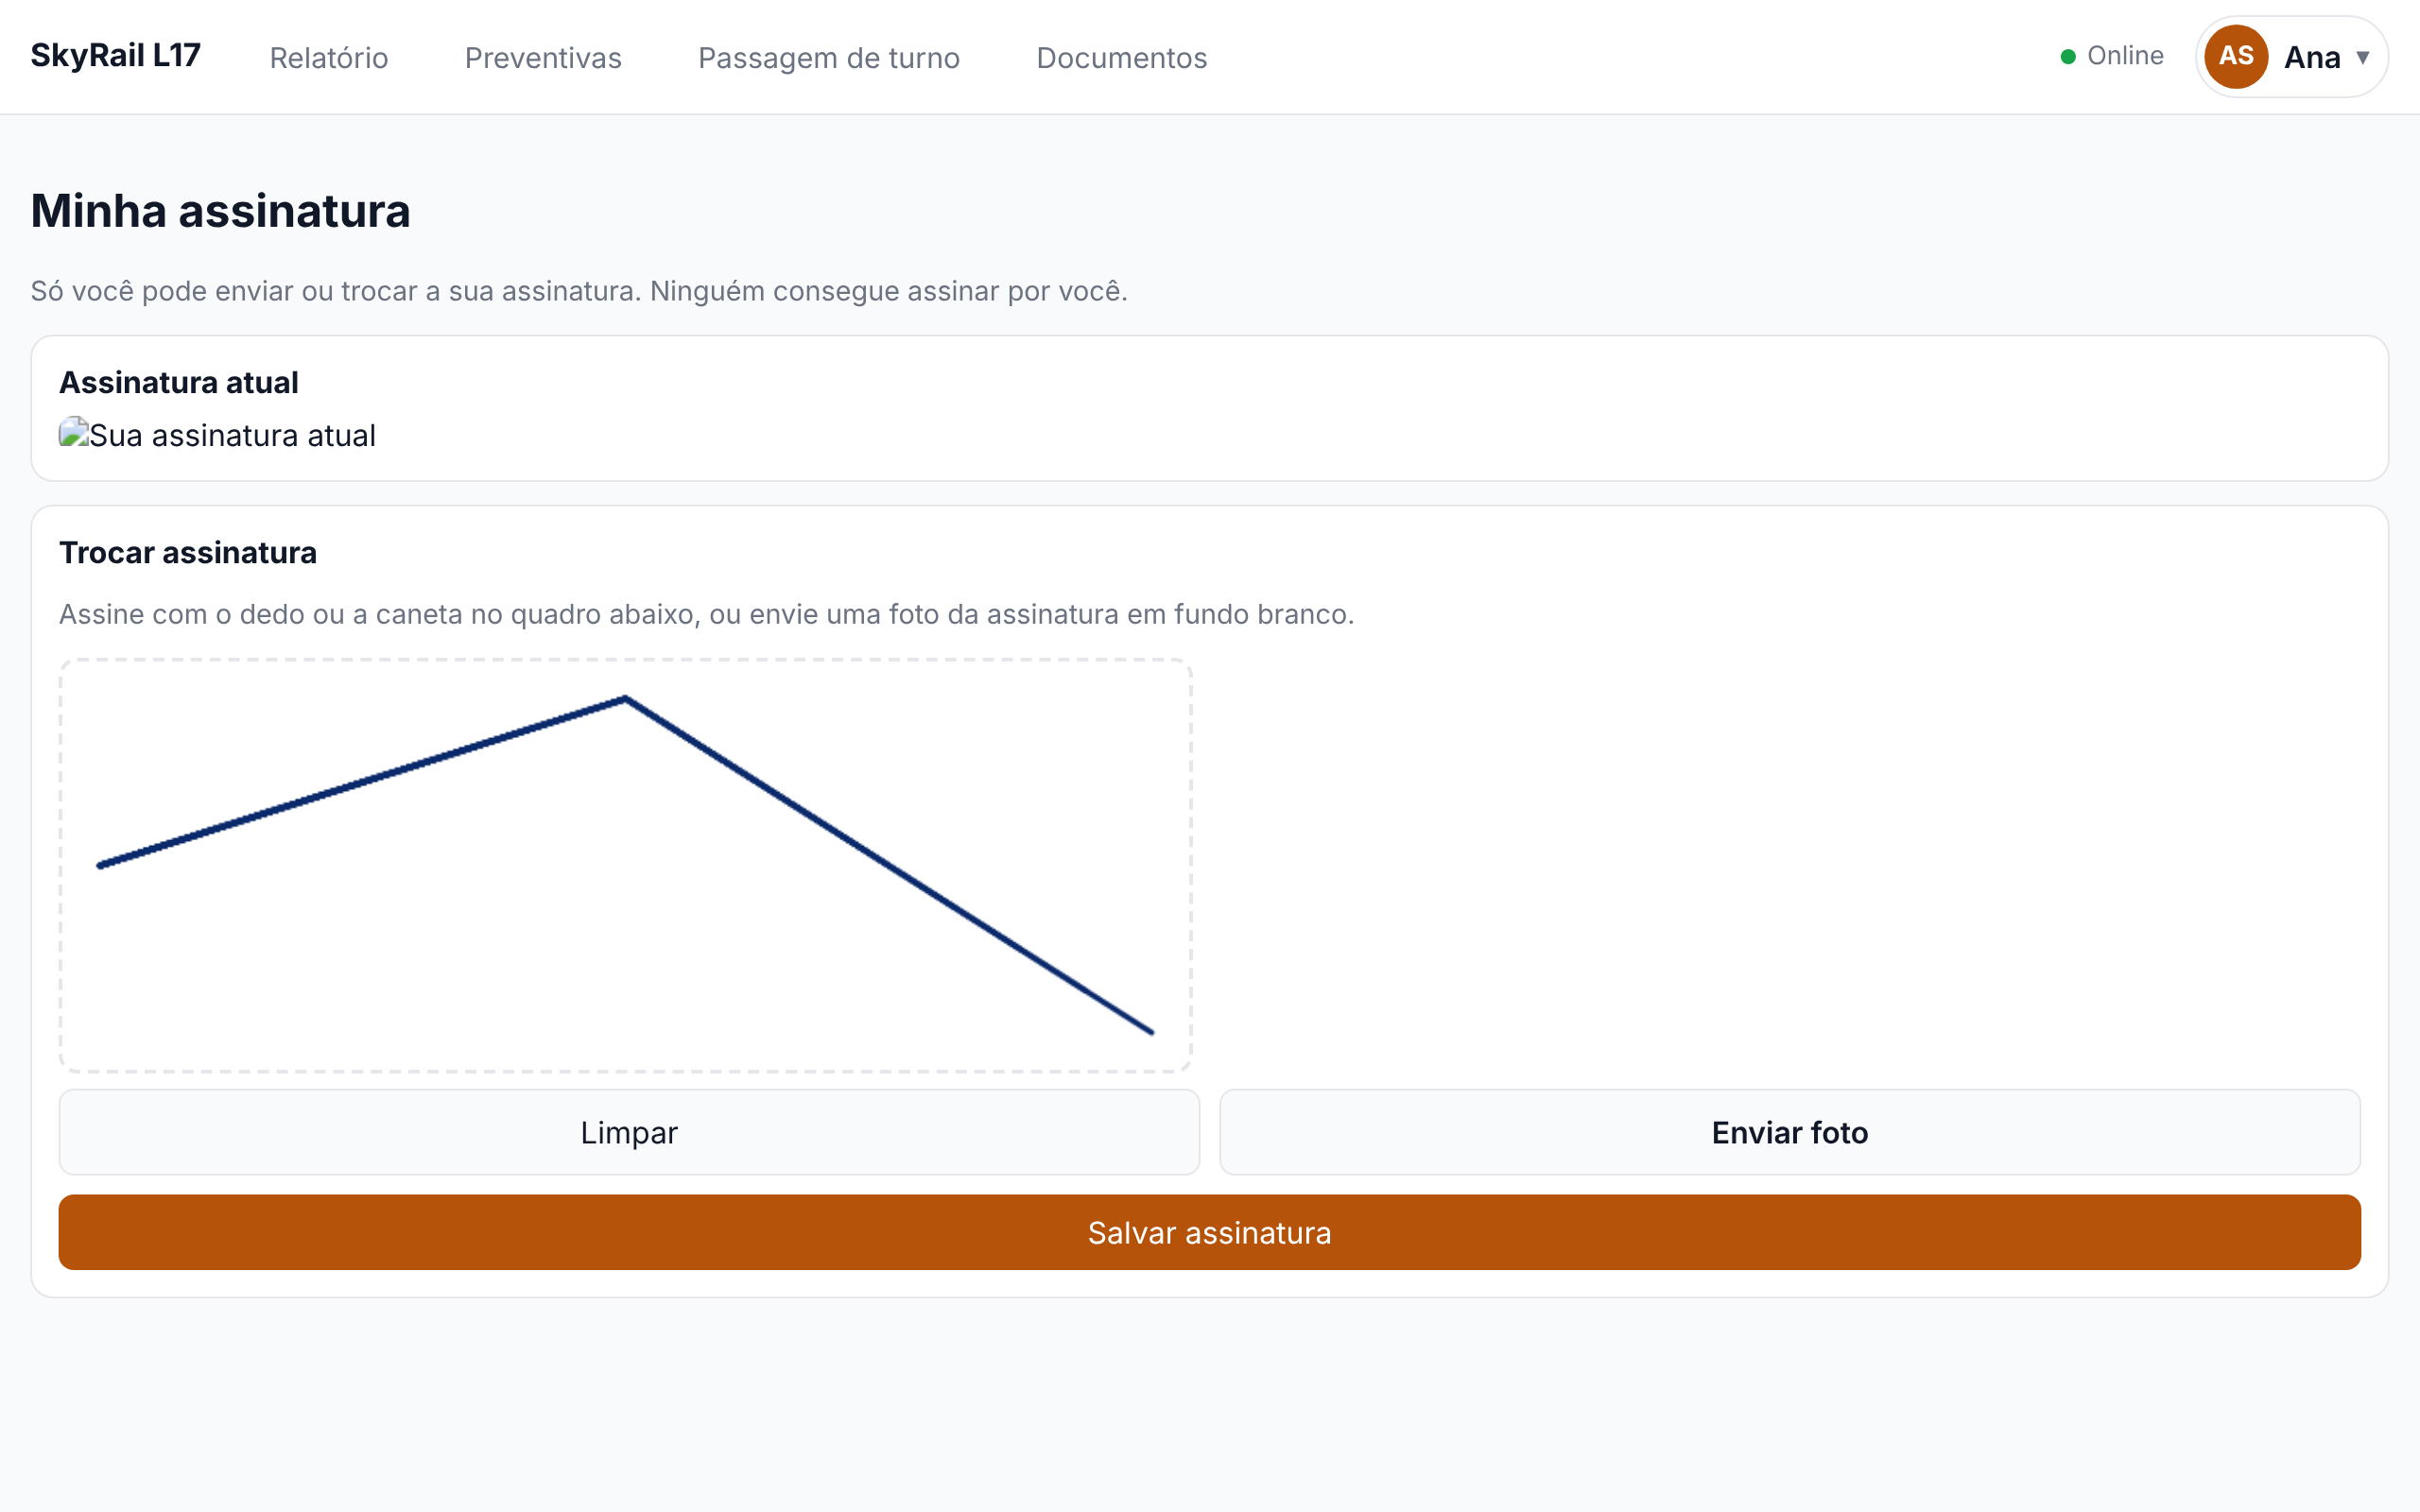 SkyRail L17 Relatório Preventivas Passagem de turno Documentos Online AS Ana ▼
Minha assinatura
Só você pode enviar ou trocar a sua assinatura. Ninguém consegue assinar por você.
Assinatura atual
Sua assinatura atual
Trocar assinatura
Assine com o dedo ou a caneta no quadro abaixo, ou envie uma foto da assinatura em fundo branco.
Limpar Enviar foto
Salvar assinatura